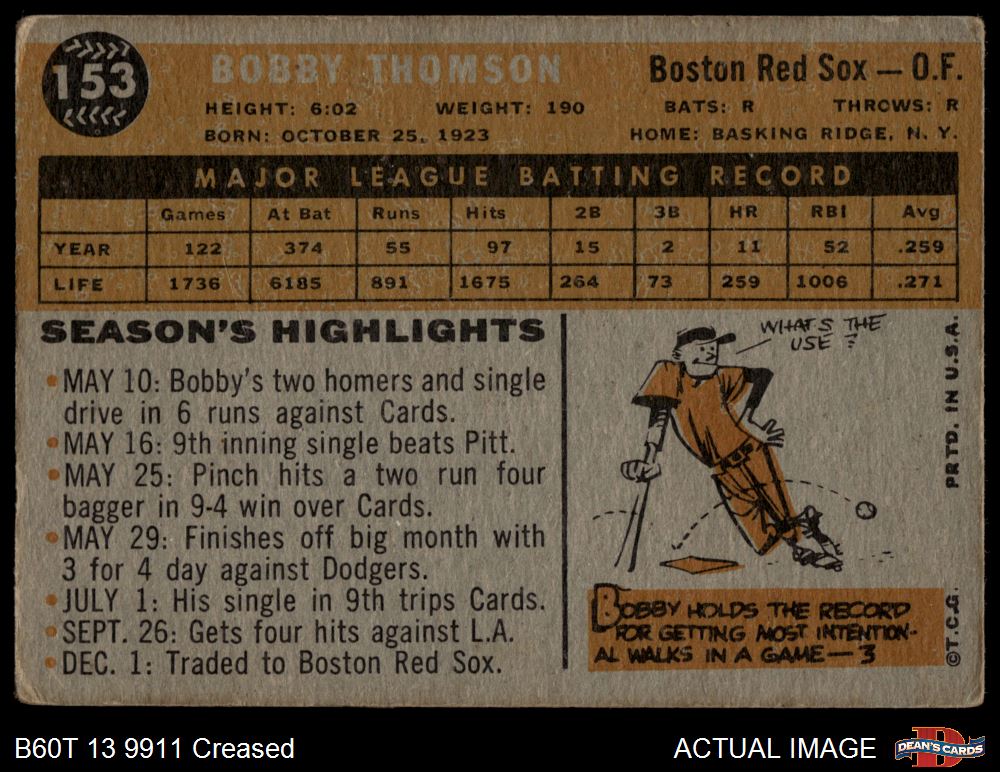 153
BOBBY THOMSON Boston Red Sox — O.F.
HEIGHT: 6:02 WEIGHT: 190 BATS: R THROWS: R
BORN: OCTOBER 25, 1923 HOME: BASKING RIDGE, N. Y.
MAJOR LEAGUE BATTING RECORD
Games At Bat Runs Hits 2B 3B HR RBI Avg
YEAR 122 374 55 97 15 2 11 52 .259
LIFE 1736 6185 891 1675 264 73 259 1006 .271
SEASON'S HIGHLIGHTS
• MAY 10: Bobby's two homers and single
drive in 6 runs against Cards.
• MAY 16: 9th inning single beats Pitt.
• MAY 25: Pinch hits a two run four
bagger in 9-4 win over Cards.
• MAY 29: Finishes off big month with
3 for 4 day against Dodgers.
• JULY 1: His single in 9th trips Cards.
• SEPT. 26: Gets four hits against L.A.
• DEC. 1: Traded to Boston Red Sox.
WHAT'S THE
USE ?
BOBBY HOLDS THE RECORD
FOR GETTING MOST INTENTION-
AL WALKS IN A GAME — 3
©T.C.G. PRTD. IN U.S.A.
B60T 13 9911 Creased ACTUAL IMAGE
D
DEAN'S CARDS